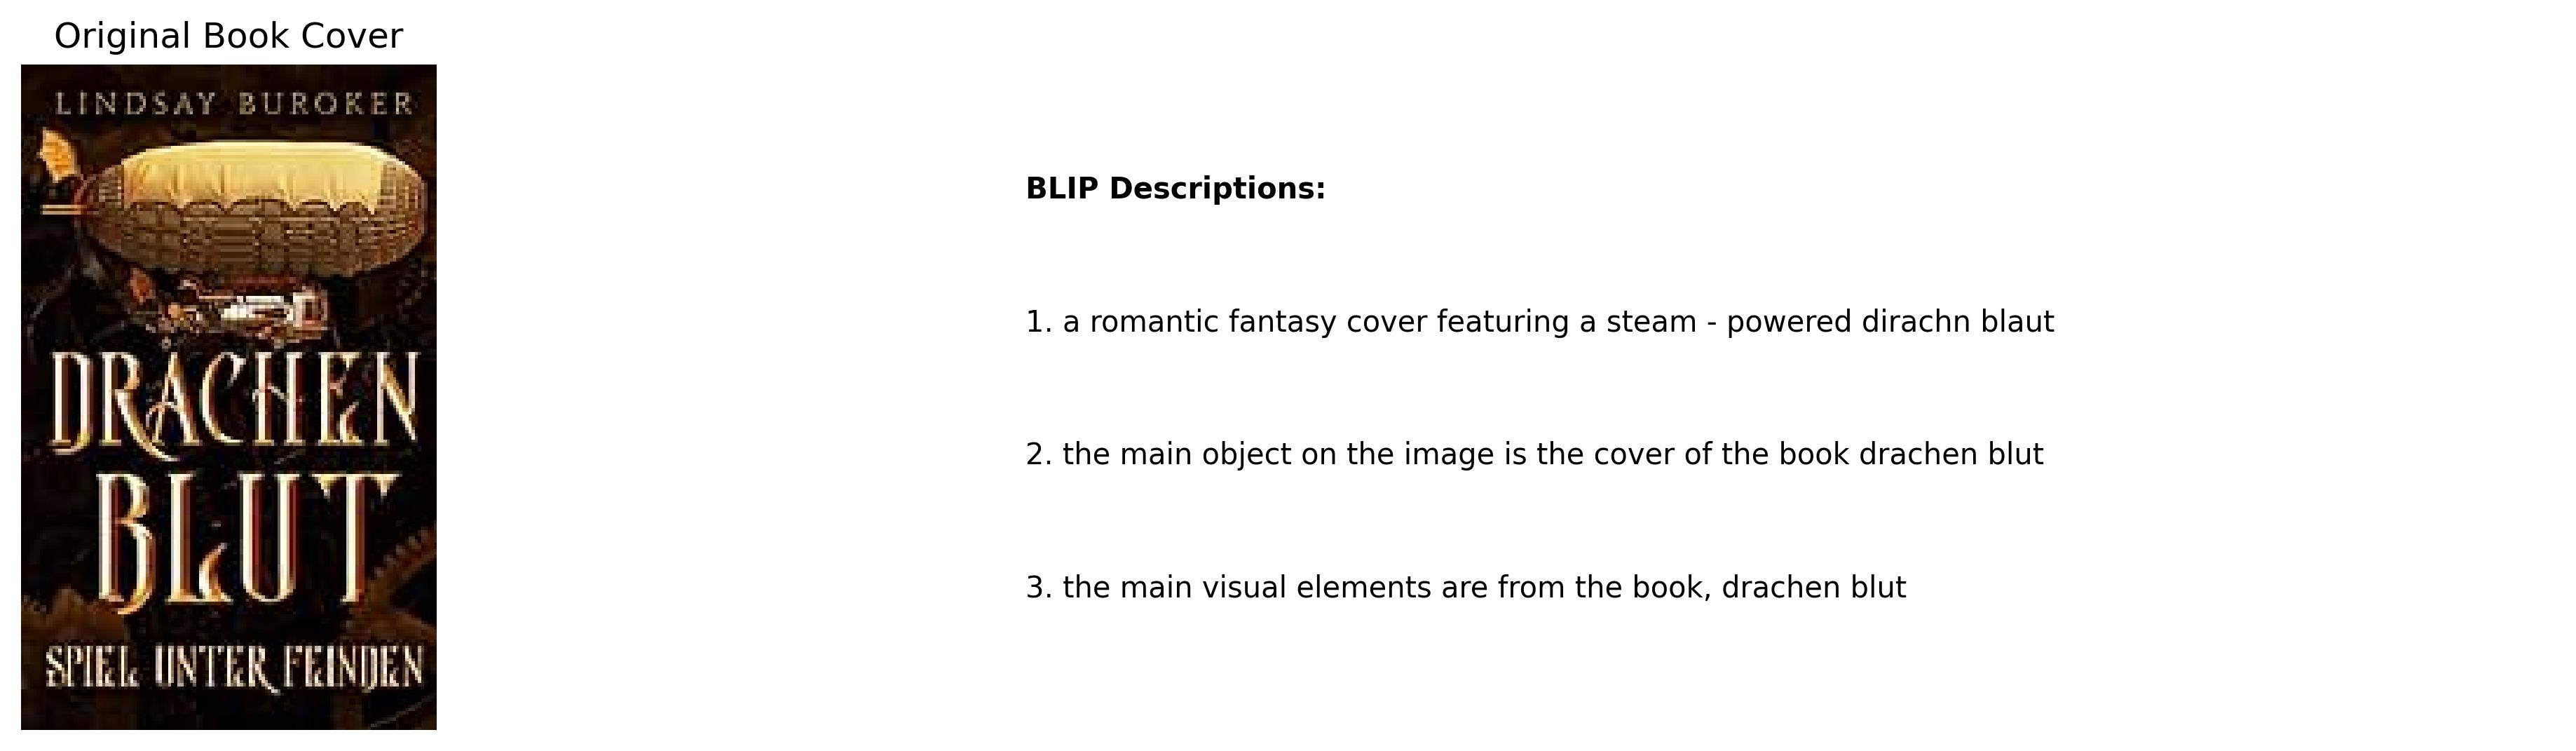 Original Book Cover
LINDSAY BUROKER
DRACHEN
BLUT
SPIEL UNTER FEINDEN
BLIP Descriptions:
1. a romantic fantasy cover featuring a steam - powered dirachn blaut
2. the main object on the image is the cover of the book drachen blut
3. the main visual elements are from the book, drachen blut